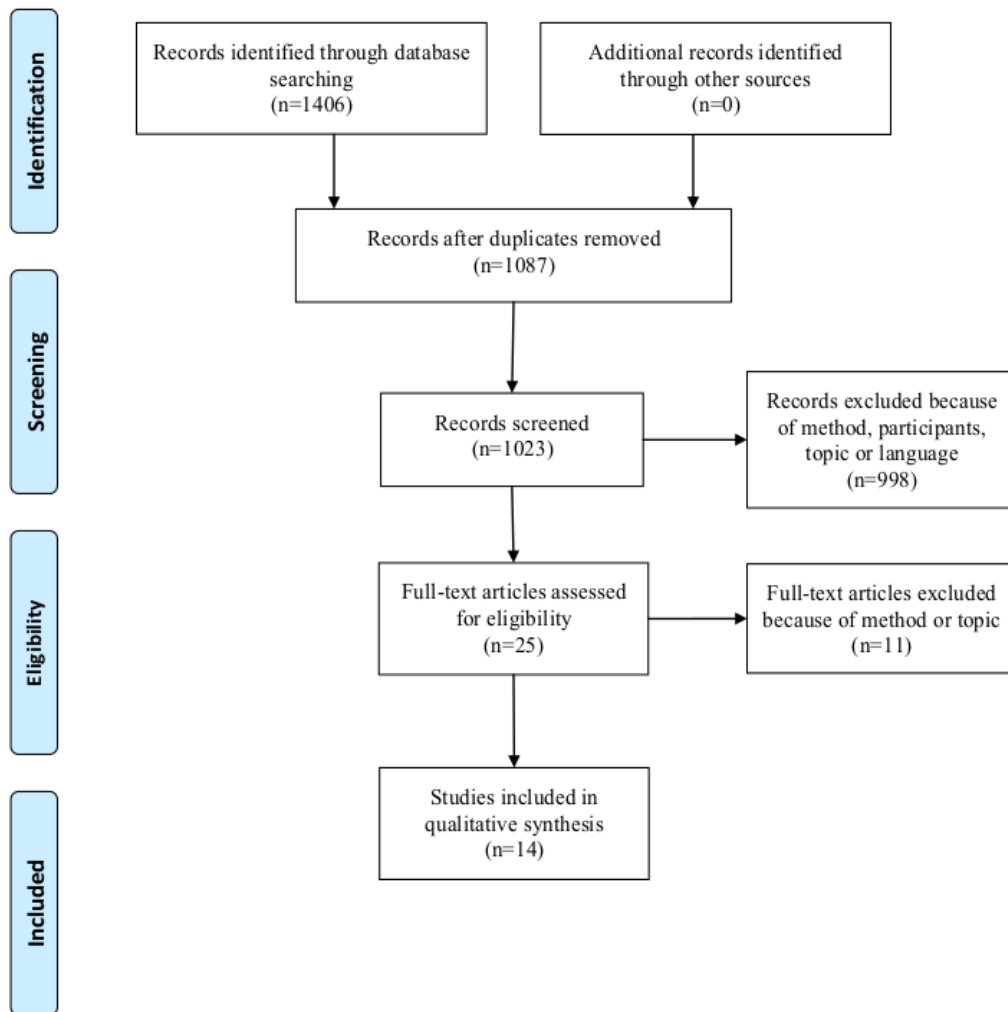 Identification
Records identified through database
searching
(n=1406)
Additional records identified
through other sources
(n=0)
Records after duplicates removed
(n=1087)
Screening
Records screened
(n=1023)
Records excluded because
of method, participants,
topic or language
(n=998)
Eligibility
Full-text articles assessed
for eligibility
(n=25)
Full-text articles excluded
because of method or topic
(n=11)
Included
Studies included in
qualitative synthesis
(n=14)